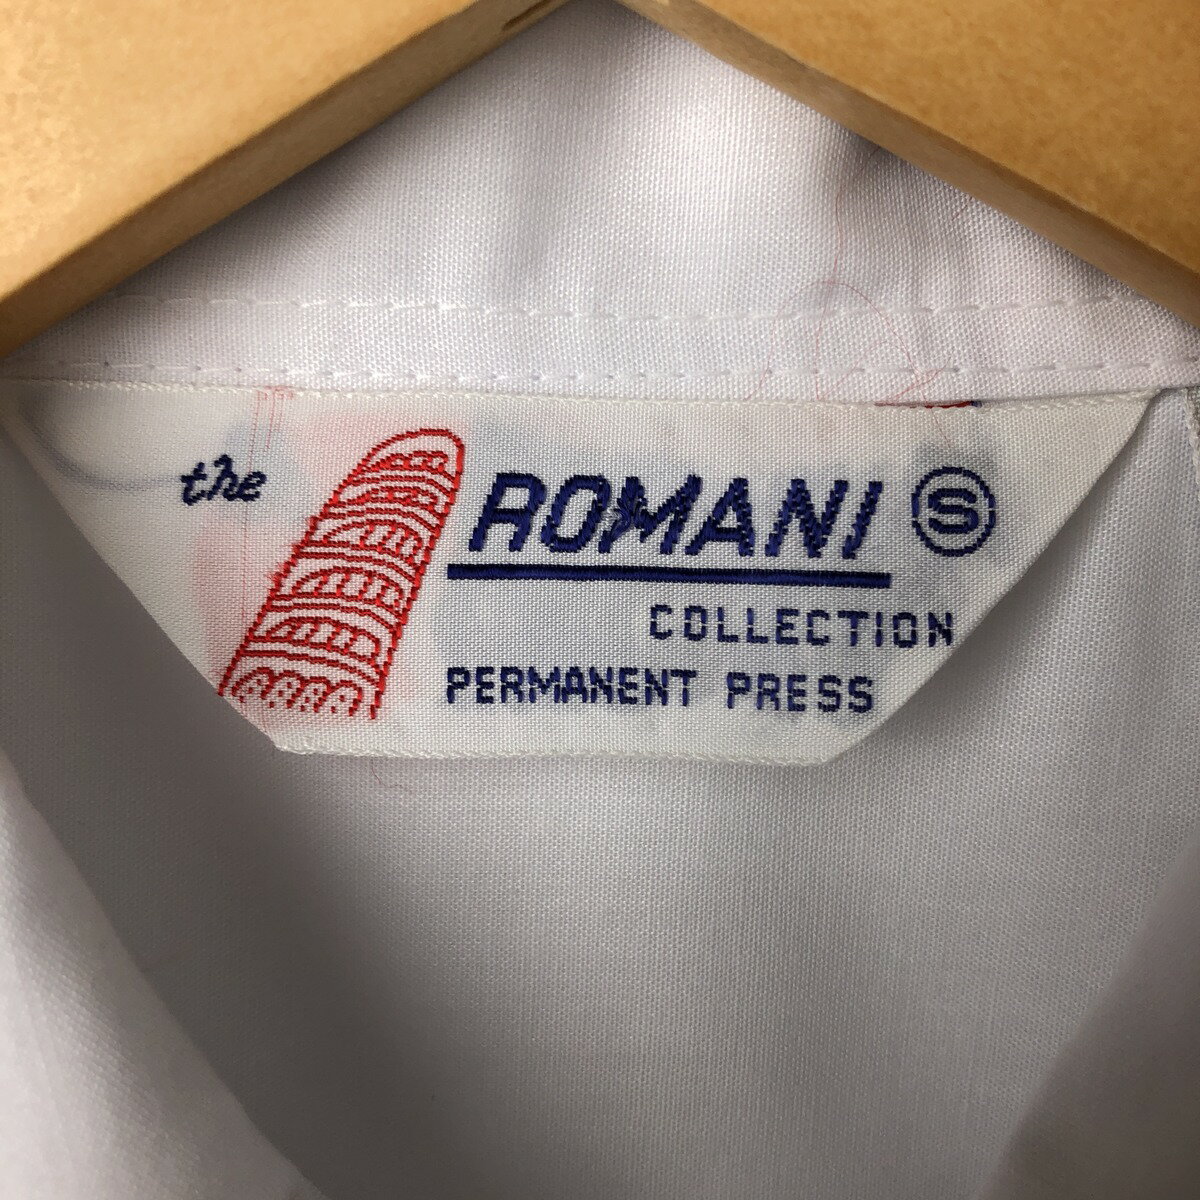 the ROMANI S
COLLECTION
PERMANENT PRESS